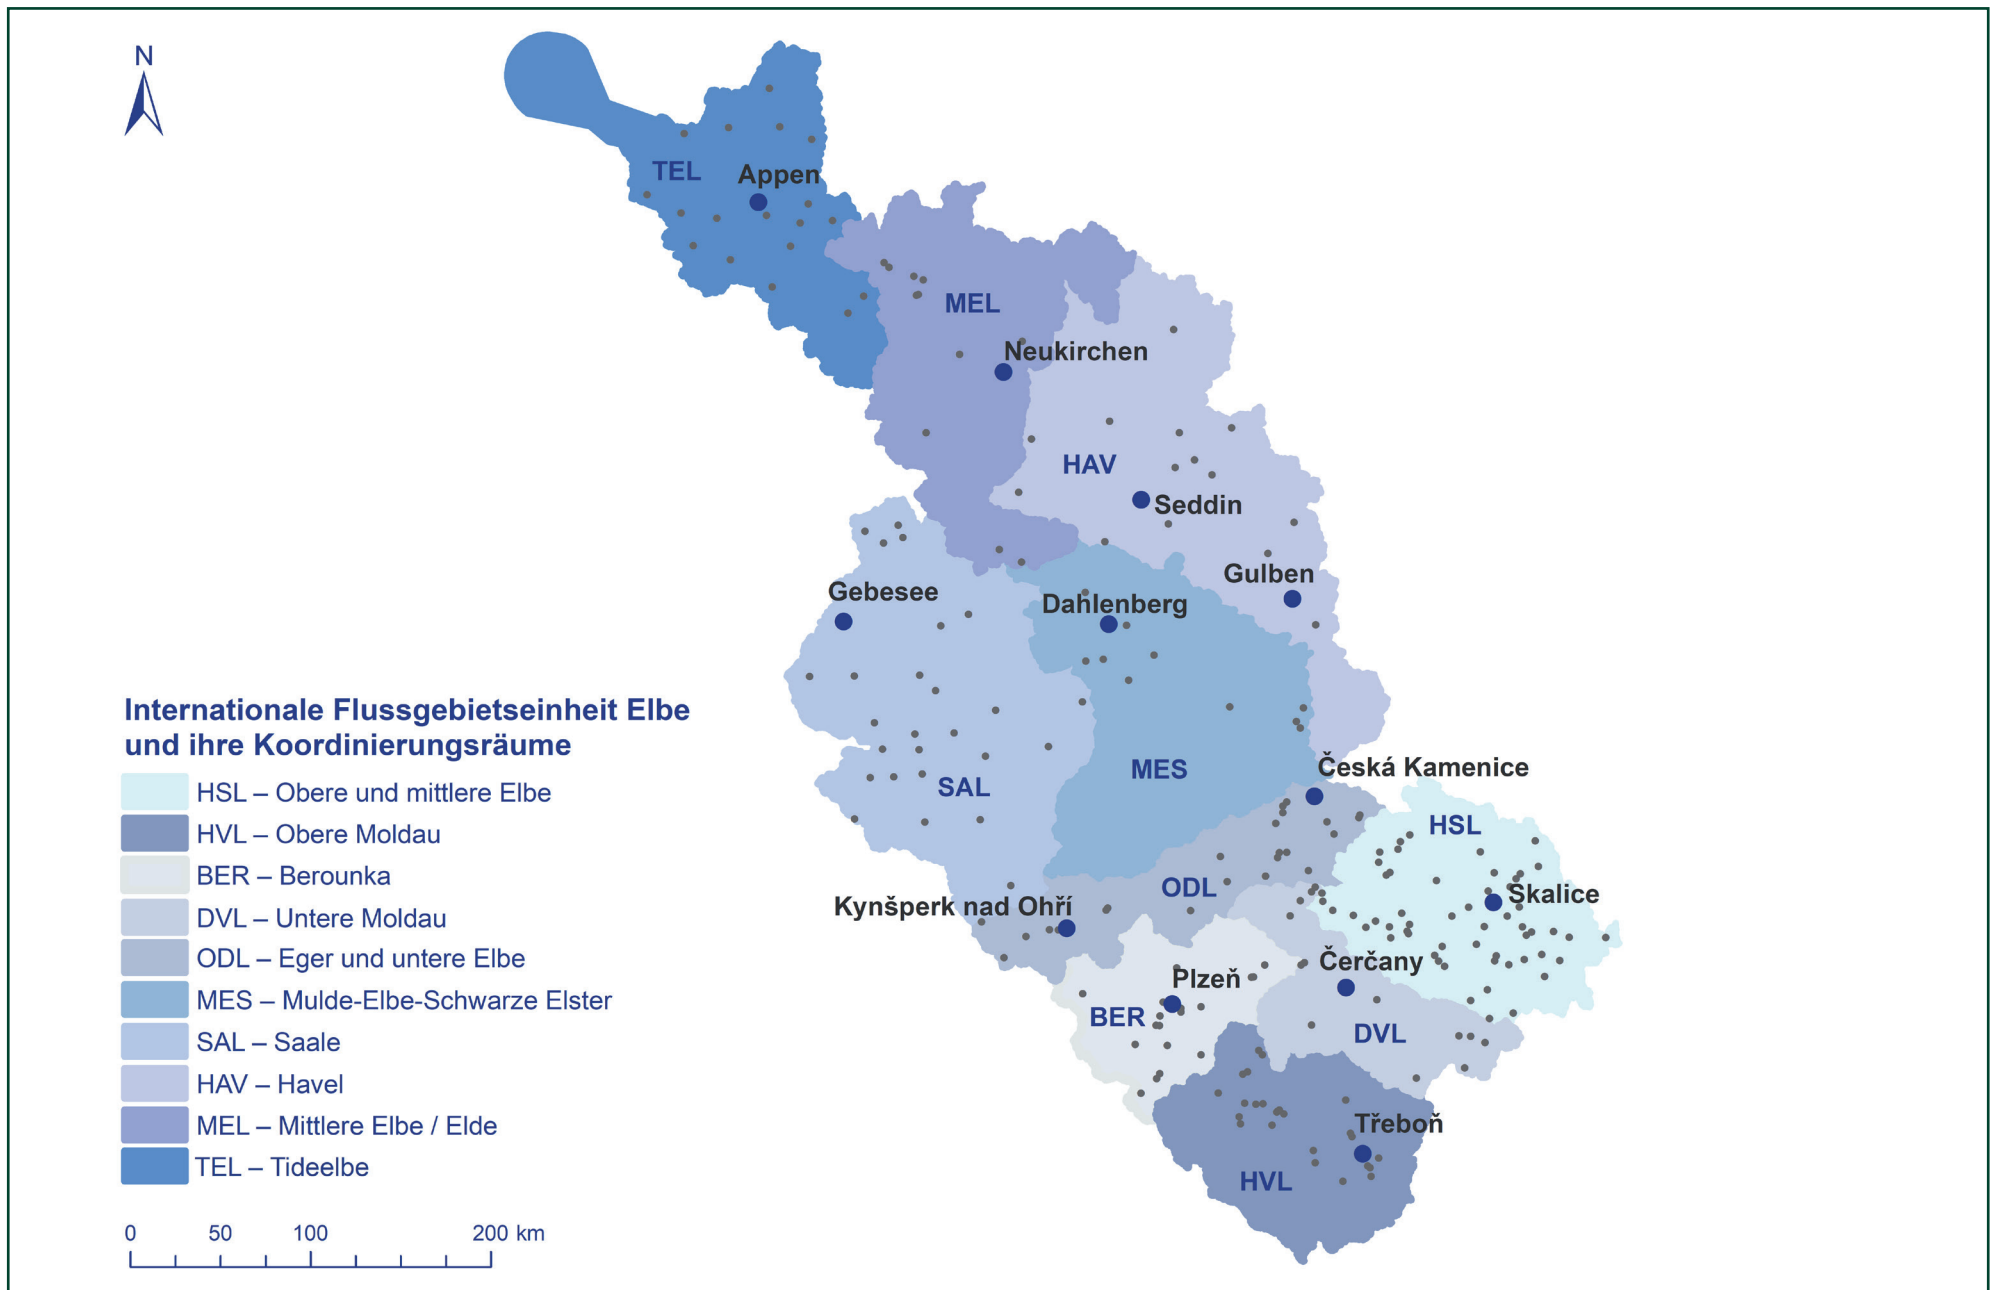 N
TEL
Appen
MEL
Neukirchen
HAV
Seddin
Gulben
Gebesee
Dahlenberg
MES
SAL
Česká Kamenice
HSL
Skalice
ODL
Kynšperk nad Ohří
Čerčany
Plzeň
BER
DVL
Třeboň
HVL
Internationale Flussgebietseinheit Elbe
und ihre Koordinierungsräume
HSL – Obere und mittlere Elbe
HVL – Obere Moldau
BER – Berounka
DVL – Untere Moldau
ODL – Eger und untere Elbe
MES – Mulde-Elbe-Schwarze Elster
SAL – Saale
HAV – Havel
MEL – Mittlere Elbe / Elde
TEL – Tideelbe
0 50 100 200 km